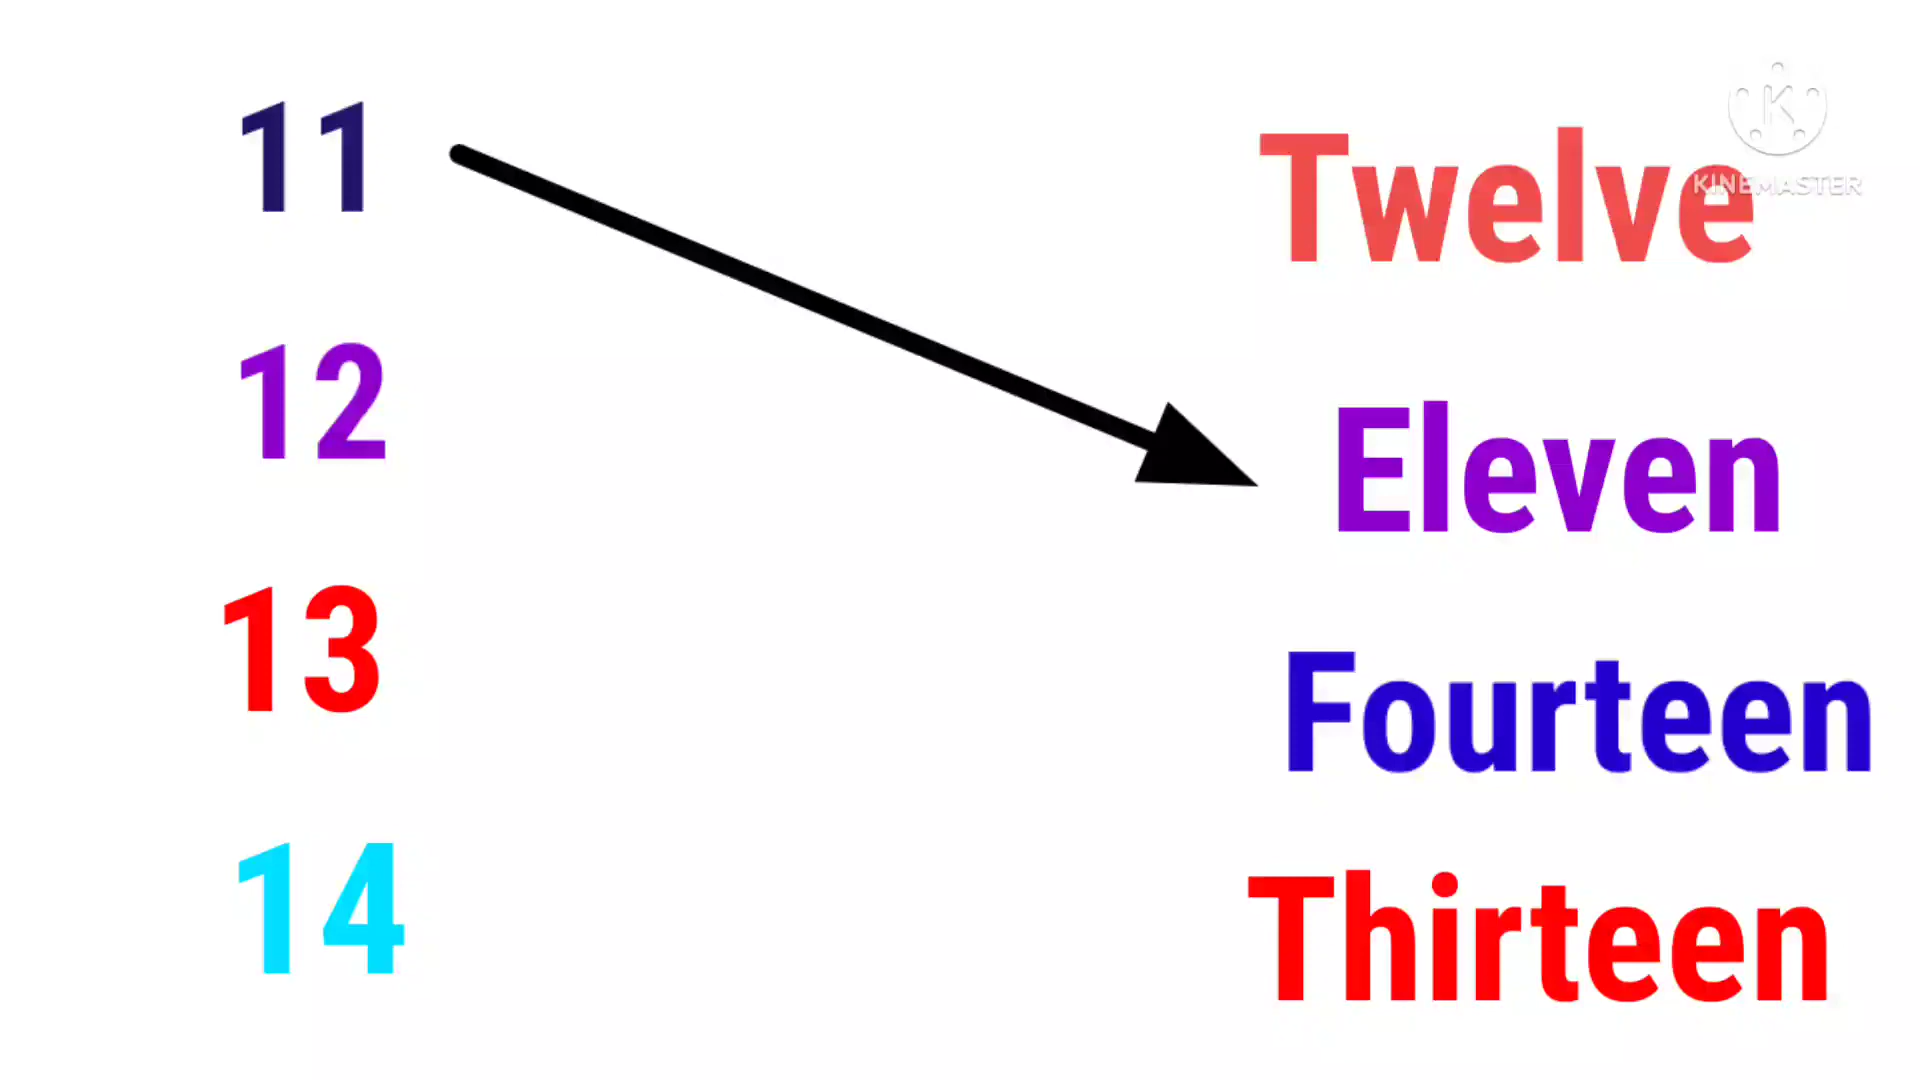 11
Twelve
KINEMASTER
12
Eleven
13
Fourteen
14
Thirteen